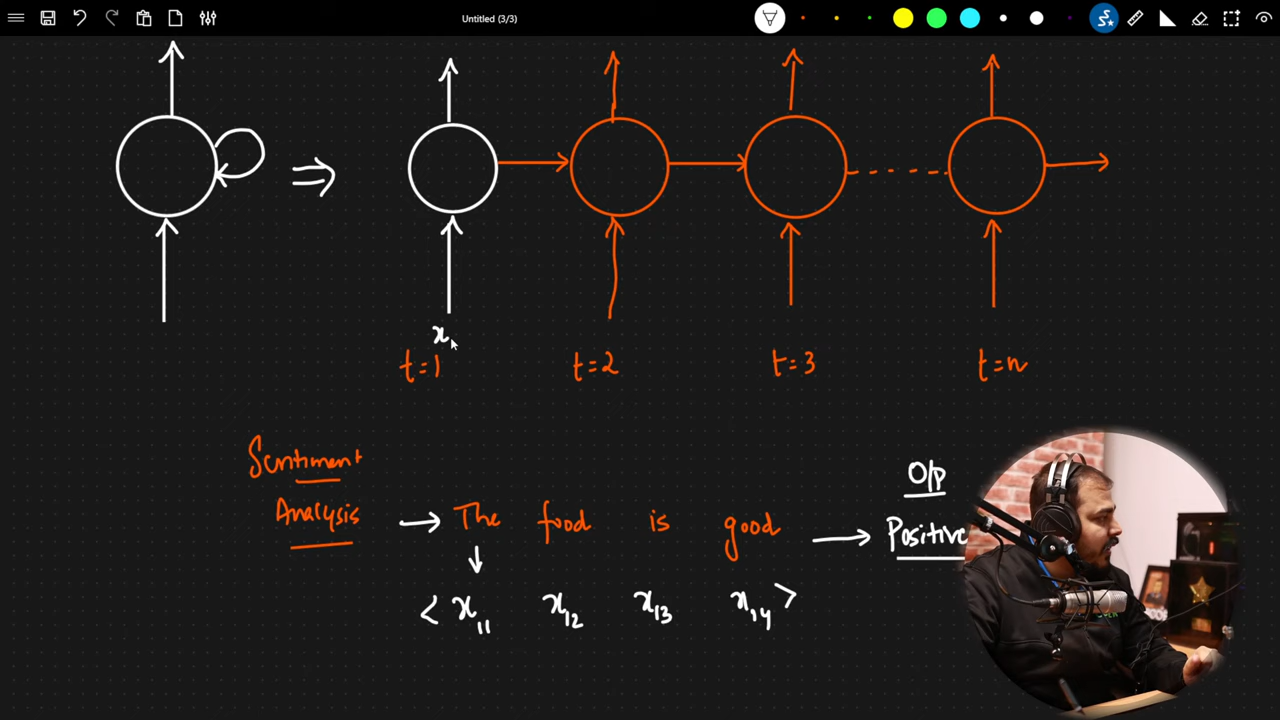 Untitled (3/3)
x
t=1 t=2 t=3 t=n
Sentiment
Analysis
The food is good
O/p
Positive
< x11 x12 x13 x14 >